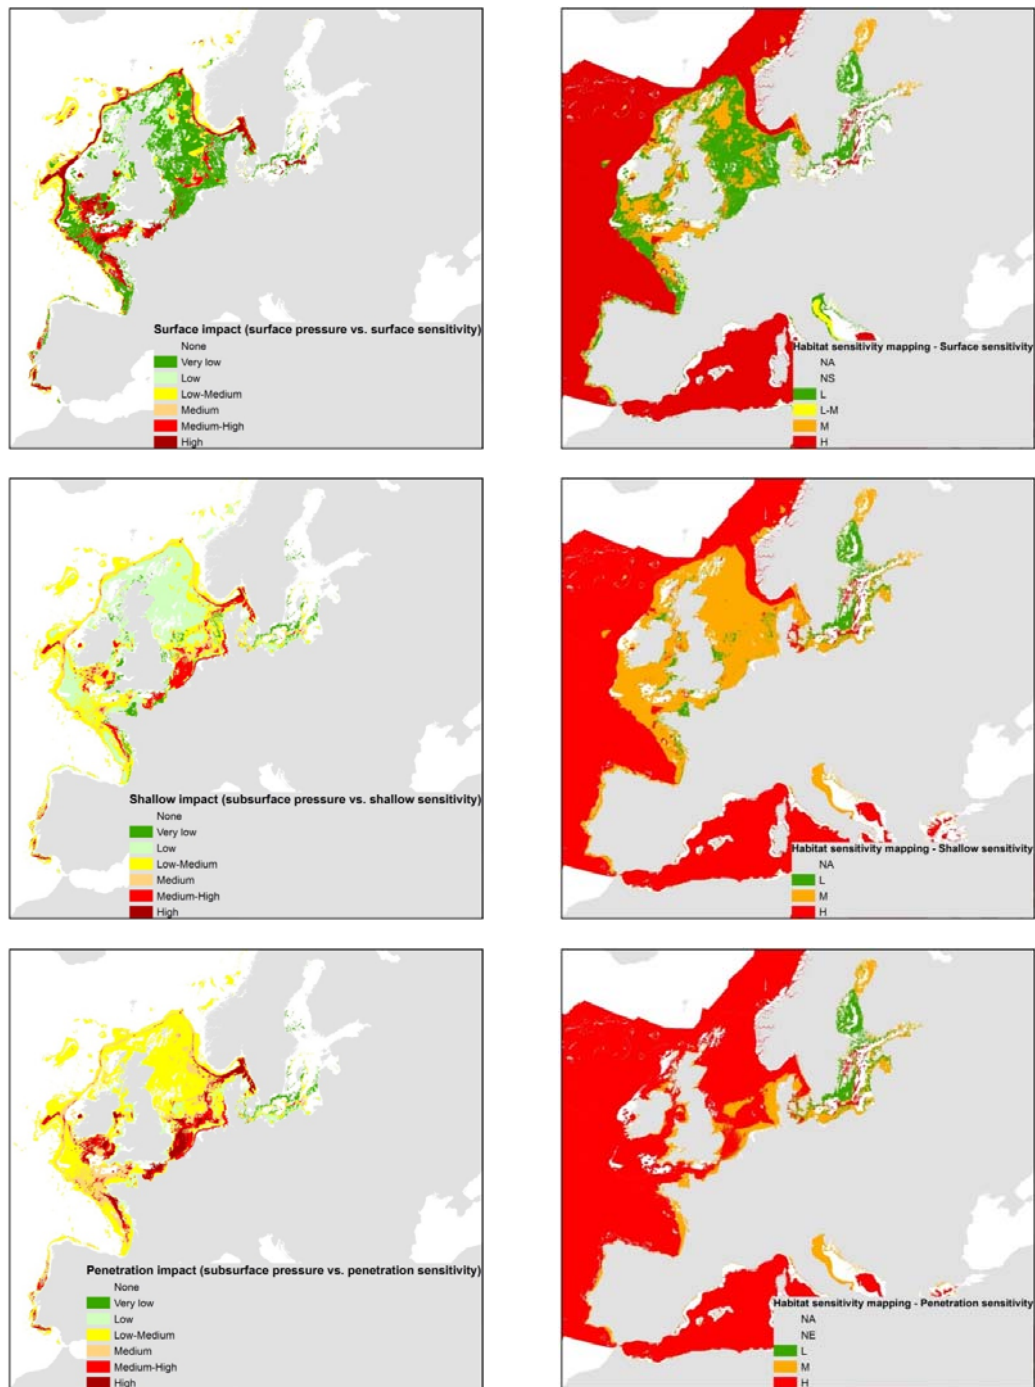 Surface impact (surface pressure vs. surface sensitivity)
None
Very low
Low
Low-Medium
Medium
Medium-High
High
Habitat sensitivity mapping - Surface sensitivity
NA
NS
L
L-M
M
H
Shallow impact (subsurface pressure vs. shallow sensitivity)
None
Very low
Low
Low-Medium
Medium
Medium-High
High
Habitat sensitivity mapping - Shallow sensitivity
NA
L
M
H
Penetration impact (subsurface pressure vs. penetration sensitivity)
None
Very low
Low
Low-Medium
Medium
Medium-High
High
Habitat sensitivity mapping - Penetration sensitivity
NA
NE
L
M
H